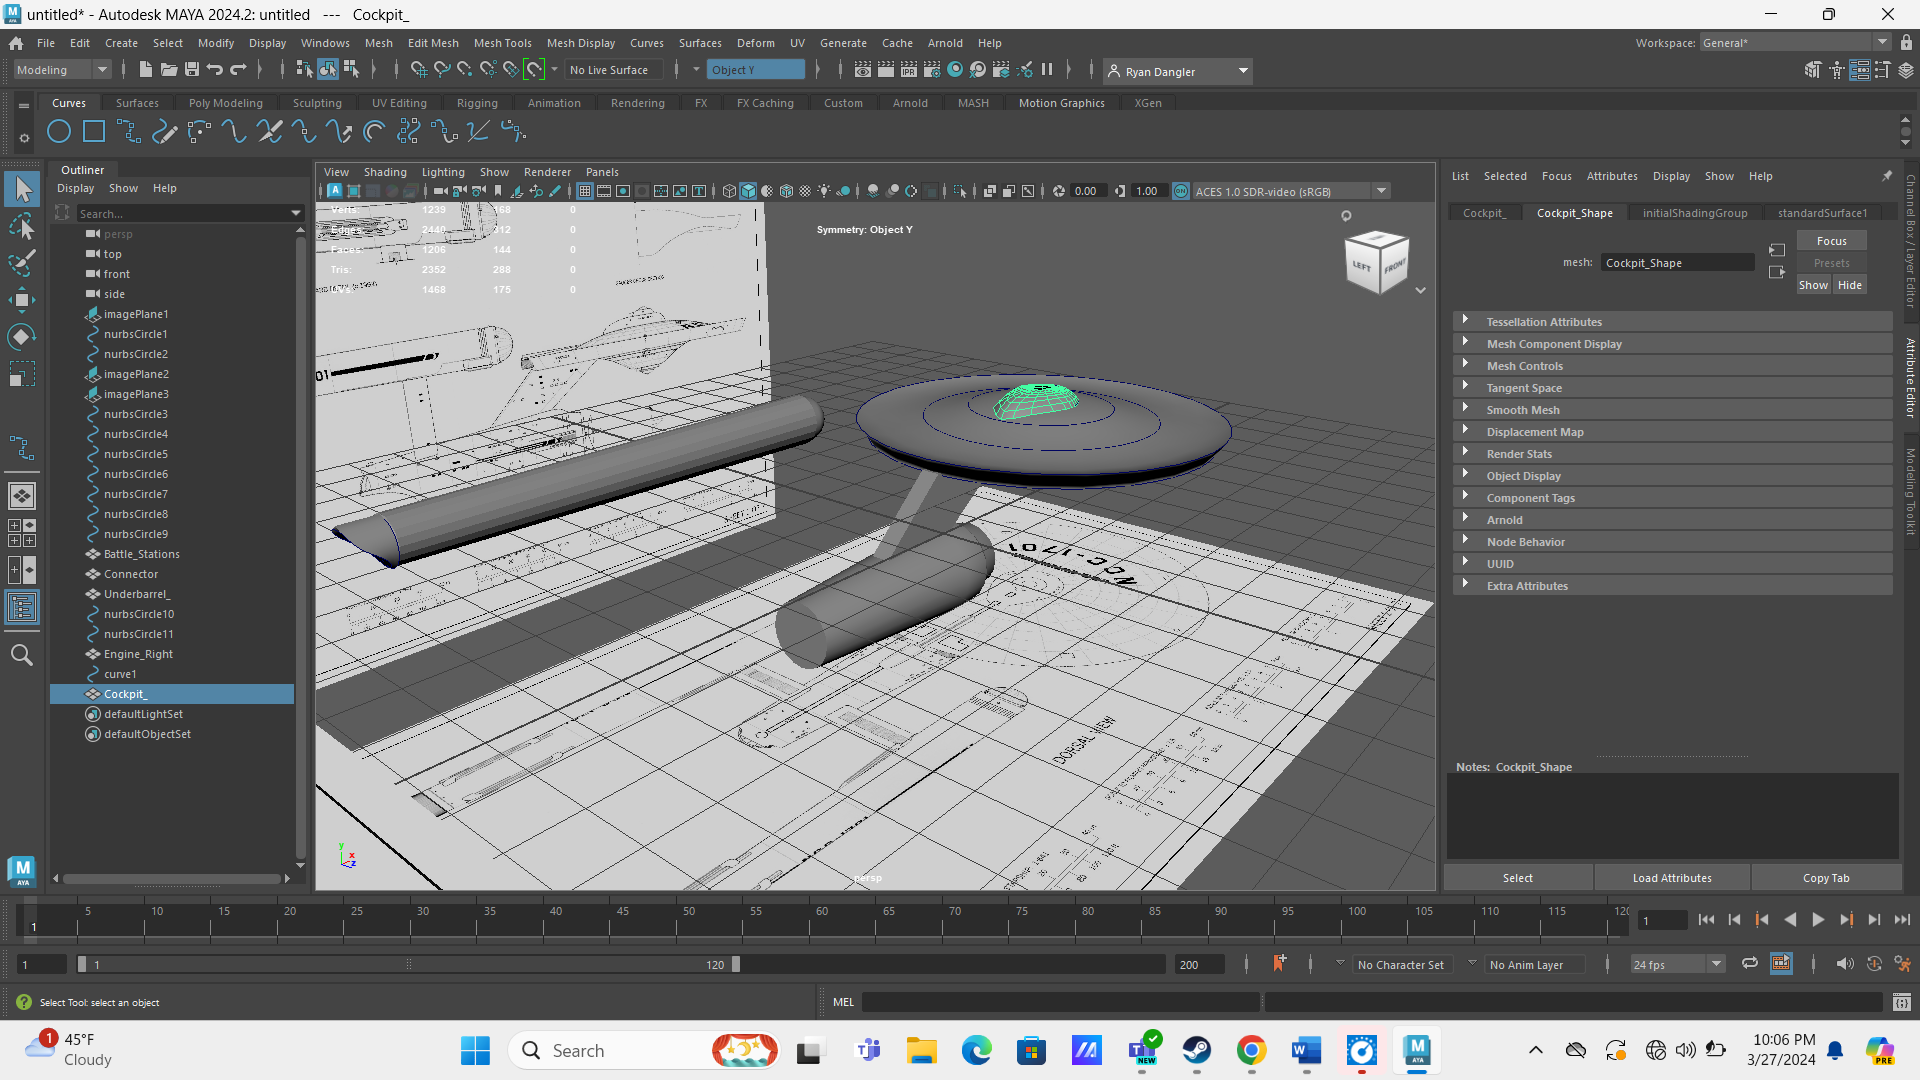 untitled* - Autodesk MAYA 2024.2: untitled   ---   Cockpit_
File Edit Create Select Modify Display Windows Mesh Edit Mesh Mesh Tools Mesh Display Curves Surfaces Deform UV Generate Cache Arnold Help
Workspace: General*
Modeling
No Live Surface
Object Y
IPR
Ryan Dangler
Curves Surfaces Poly Modeling Sculpting UV Editing Rigging Animation Rendering FX FX Caching Custom Arnold MASH Motion Graphics XGen
Outliner
Display Show Help
Search...
persp
top
front
side
imagePlane1
nurbsCircle1
nurbsCircle2
imagePlane2
imagePlane3
nurbsCircle3
nurbsCircle4
nurbsCircle5
nurbsCircle6
nurbsCircle7
nurbsCircle8
nurbsCircle9
Battle_Stations
Connector
Underbarrel_
nurbsCircle10
nurbsCircle11
Engine_Right
curve1
Cockpit_
defaultLightSet
defaultObjectSet
View Shading Lighting Show Renderer Panels
0.00
1.00
ACES 1.0 SDR-video (sRGB)
Verts: 1239 168 0
Edges: 2440 312 0
Faces: 1206 144 0
Tris: 2352 288 0
UVs: 1468 175 0
Symmetry: Object Y
LEFT FRONT
NCC-1701
DORSAL VIEW
y
x
z
persp
List Selected Focus Attributes Display Show Help
Cockpit_ Cockpit_Shape initialShadingGroup standardSurface1
mesh: Cockpit_Shape
Focus
Presets
Show Hide
Tessellation Attributes
Mesh Component Display
Mesh Controls
Tangent Space
Smooth Mesh
Displacement Map
Render Stats
Object Display
Component Tags
Arnold
Node Behavior
UUID
Extra Attributes
Notes: Cockpit_Shape
Select Load Attributes Copy Tab
Channel Box / Layer Editor
Attribute Editor
Modeling Toolkit
M
AYA
1
5 10 15 20 25 30 35 40 45 50 55 60 65 70 75 80 85 90 95 100 105 110 115 120
1
1
1
120
200
No Character Set
No Anim Layer
24 fps
Select Tool: select an object
MEL
1
45°F
Cloudy
Search
NEW
10:06 PM
3/27/2024
PRE